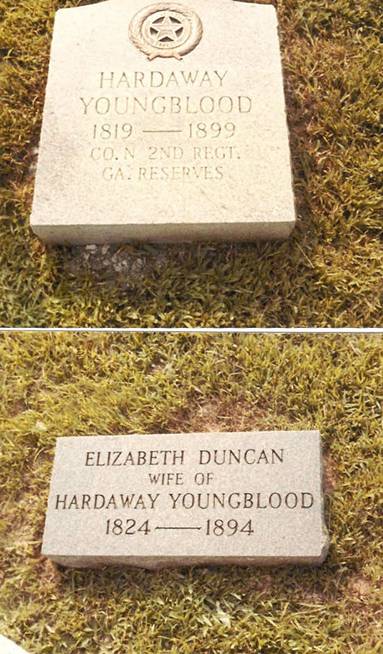 HARDAWAY
YOUNGBLOOD
1819 — 1899
CO. N 2ND REGT.
GA. RESERVES
ELIZABETH DUNCAN
WIFE OF
HARDAWAY YOUNGBLOOD
1824 — 1894